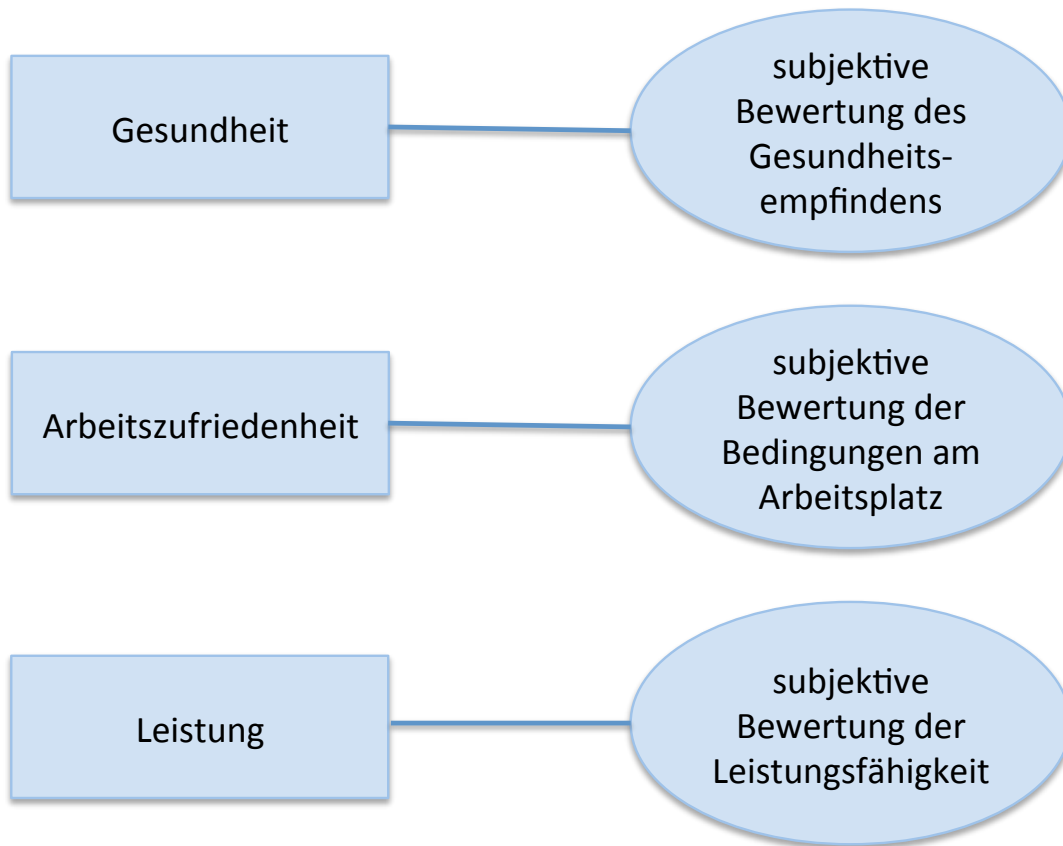 Gesundheit
subjektive
Bewertung des
Gesundheits-
empfindens
Arbeitszufriedenheit
subjektive
Bewertung der
Bedingungen am
Arbeitsplatz
Leistung
subjektive
Bewertung der
Leistungsfähigkeit